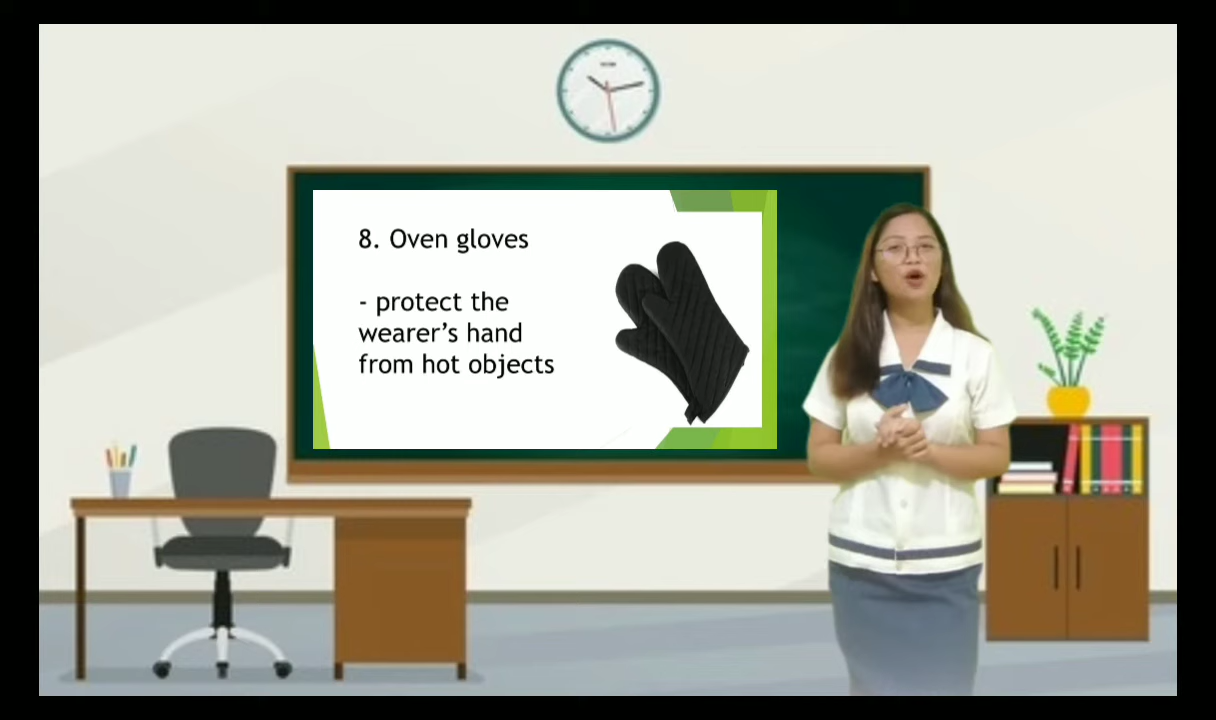 8. Oven gloves
- protect the
wearer's hand
from hot objects